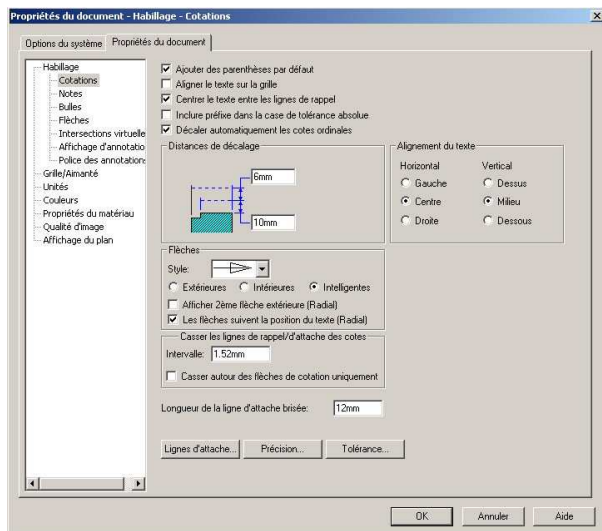 Propriétés du document - Habillage - Cotations
Options du système
Propriétés du document
Habillage
Cotations
Notes
Bulles
Flèches
Intersections virtuelle
Affichage d'annotatio
Police des annotation
Grille/Aimanté
Unités
Couleurs
Propriétés du matériau
Qualité d'image
Affichage du plan
Ajouter des parenthèses par défaut
Aligner le texte sur la grille
Centrer le texte entre les lignes de rappel
Inclure préfixe dans la case de tolérance absolue
Décaler automatiquement les cotes ordinales
Distances de décalage
6mm
10mm
Alignement du texte
Horizontal
Vertical
Gauche
Dessus
Centre
Milieu
Droite
Dessous
Flèches
Style:
Extérieures
Intérieures
Intelligentes
Afficher 2ème flèche extérieure (Radial)
Les flèches suivent la position du texte (Radial)
Casser les lignes de rappel/d'attache des cotes
Intervalle:
1.52mm
Casser autour des flèches de cotation uniquement
Longueur de la ligne d'attache brisée:
12mm
Lignes d'attache...
Précision...
Tolérance...
OK
Annuler
Aide